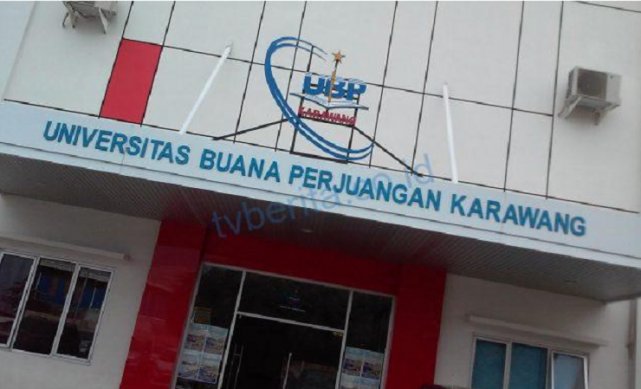 UBP
KARAWANG
UNIVERSITAS BUANA PERJUANGAN KARAWANG
tvberita.co.id